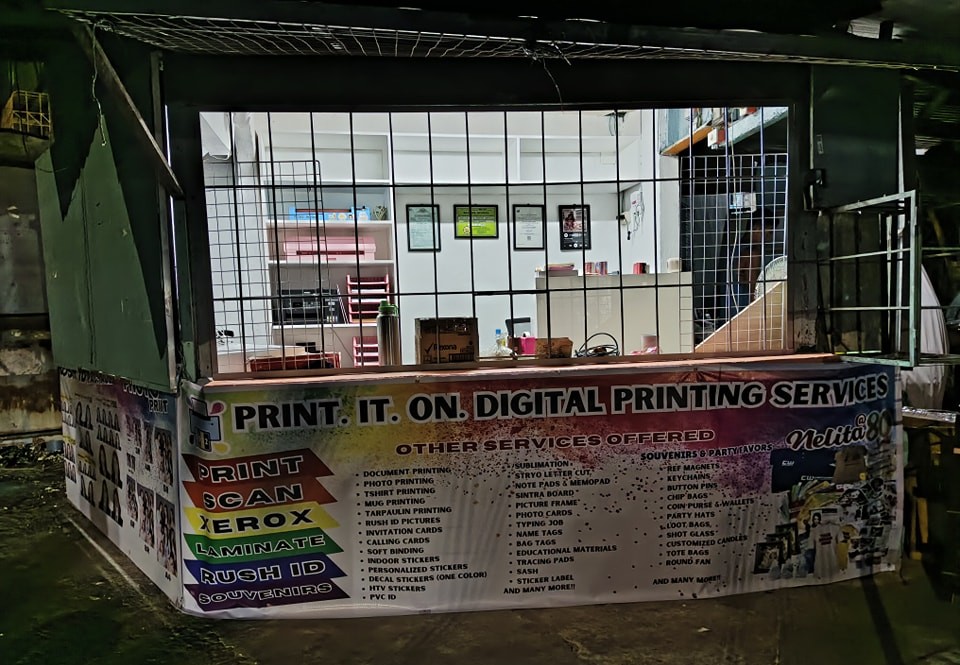 PRINT. IT. ON. DIGITAL PRINTING SERVICES
OTHER SERVICES OFFERED
PRINT
SCAN
XEROX
LAMINATE
RUSH ID
SOUVENIRS
• DOCUMENT PRINTING
• PHOTO PRINTING
• TSHIRT PRINTING
• MUG PRINTING
• TARPAULIN PRINTING
• RUSH ID PICTURES
• INVITATION CARDS
• CALLING CARDS
• SOFT BINDING
• INDOOR STICKERS
• PERSONALIZED STICKERS
• DECAL STICKERS (ONE COLOR)
• HTV STICKERS
• PVC ID
• SUBLIMATION
• STRYO LETTER CUT
• NOTE PADS & MEMOPAD
• SINTRA BOARD
• PICTURE FRAME
• PHOTO CARDS
• TYPING JOB
• NAME TAGS
• BAG TAGS
• EDUCATIONAL MATERIALS
• TRACING PADS
• SASH
• STICKER LABEL
AND MANY MORE!!
SOUVENIRS & PARTY FAVORS
• REF MAGNETS
• KEYCHAINS
• BUTTON PINS
• CHIP BAGS
• COIN PURSE & WALLETS
• PARTY HATS
• LOOT BAGS
• SHOT GLASS
• CUSTOMIZED CANDLES
• TOTE BAGS
• ROUND FAN
AND MANY MORE!!
Nelita @ 80
Rexona
PRINT